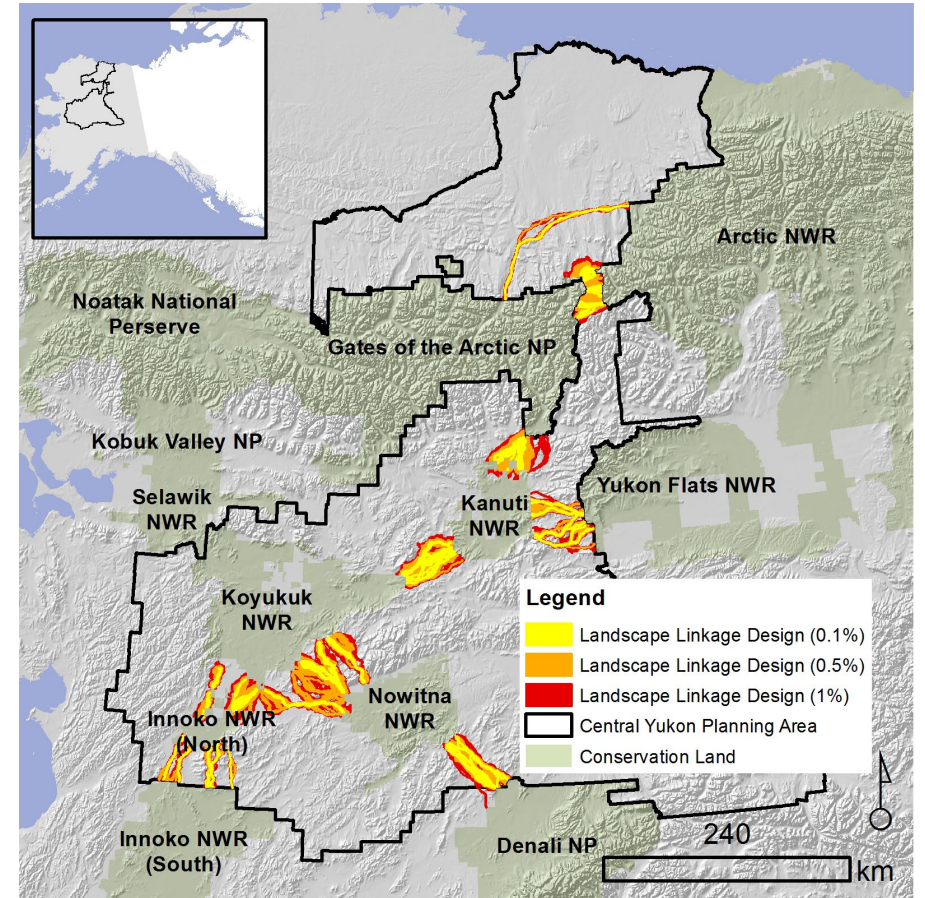 Arctic NWR
Noatak National
Perserve
Gates of the Arctic NP
Kobuk Valley NP
Selawik
NWR
Kanuti
NWR
Yukon Flats NWR
Koyukuk
NWR
Nowitna
NWR
Innoko NWR
(North)
Innoko NWR
(South)
Denali NP
Legend
Landscape Linkage Design (0.1%)
Landscape Linkage Design (0.5%)
Landscape Linkage Design (1%)
Central Yukon Planning Area
Conservation Land
240
km